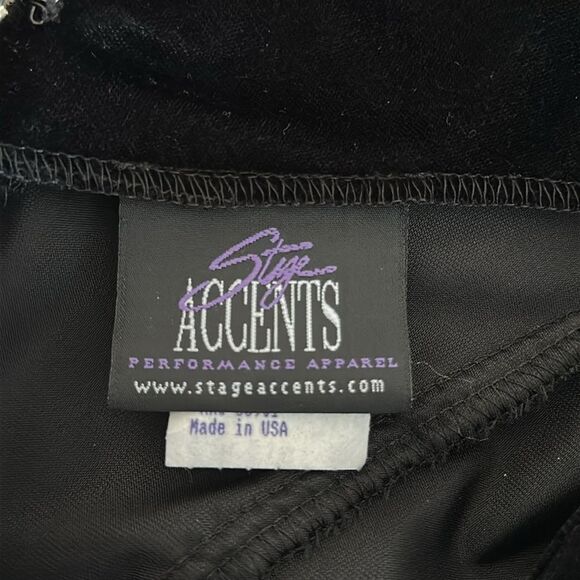 Stage
ACCENTS
PERFORMANCE APPAREL
www.stageaccents.com
Made in USA